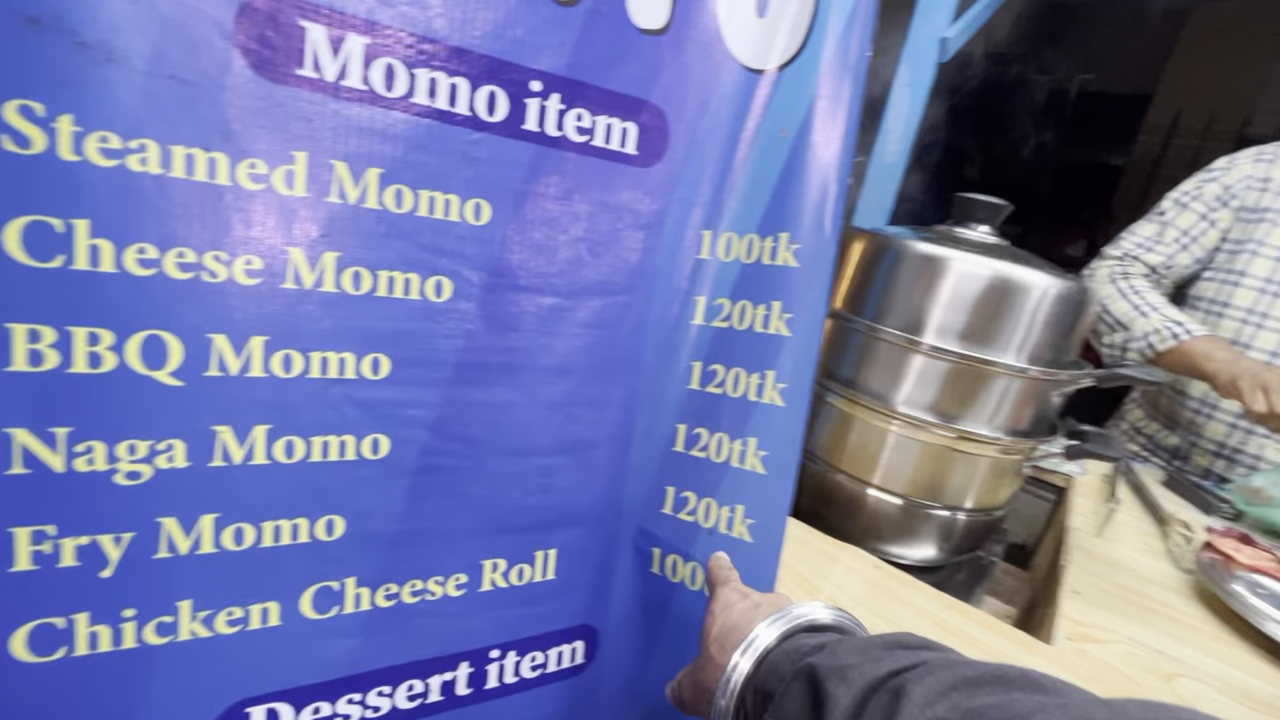 Momo item
Steamed Momo 100tk
Cheese Momo 120tk
BBQ Momo 120tk
Naga Momo 120tk
Fry Momo 120tk
Chicken Cheese Roll 100
Dessert item